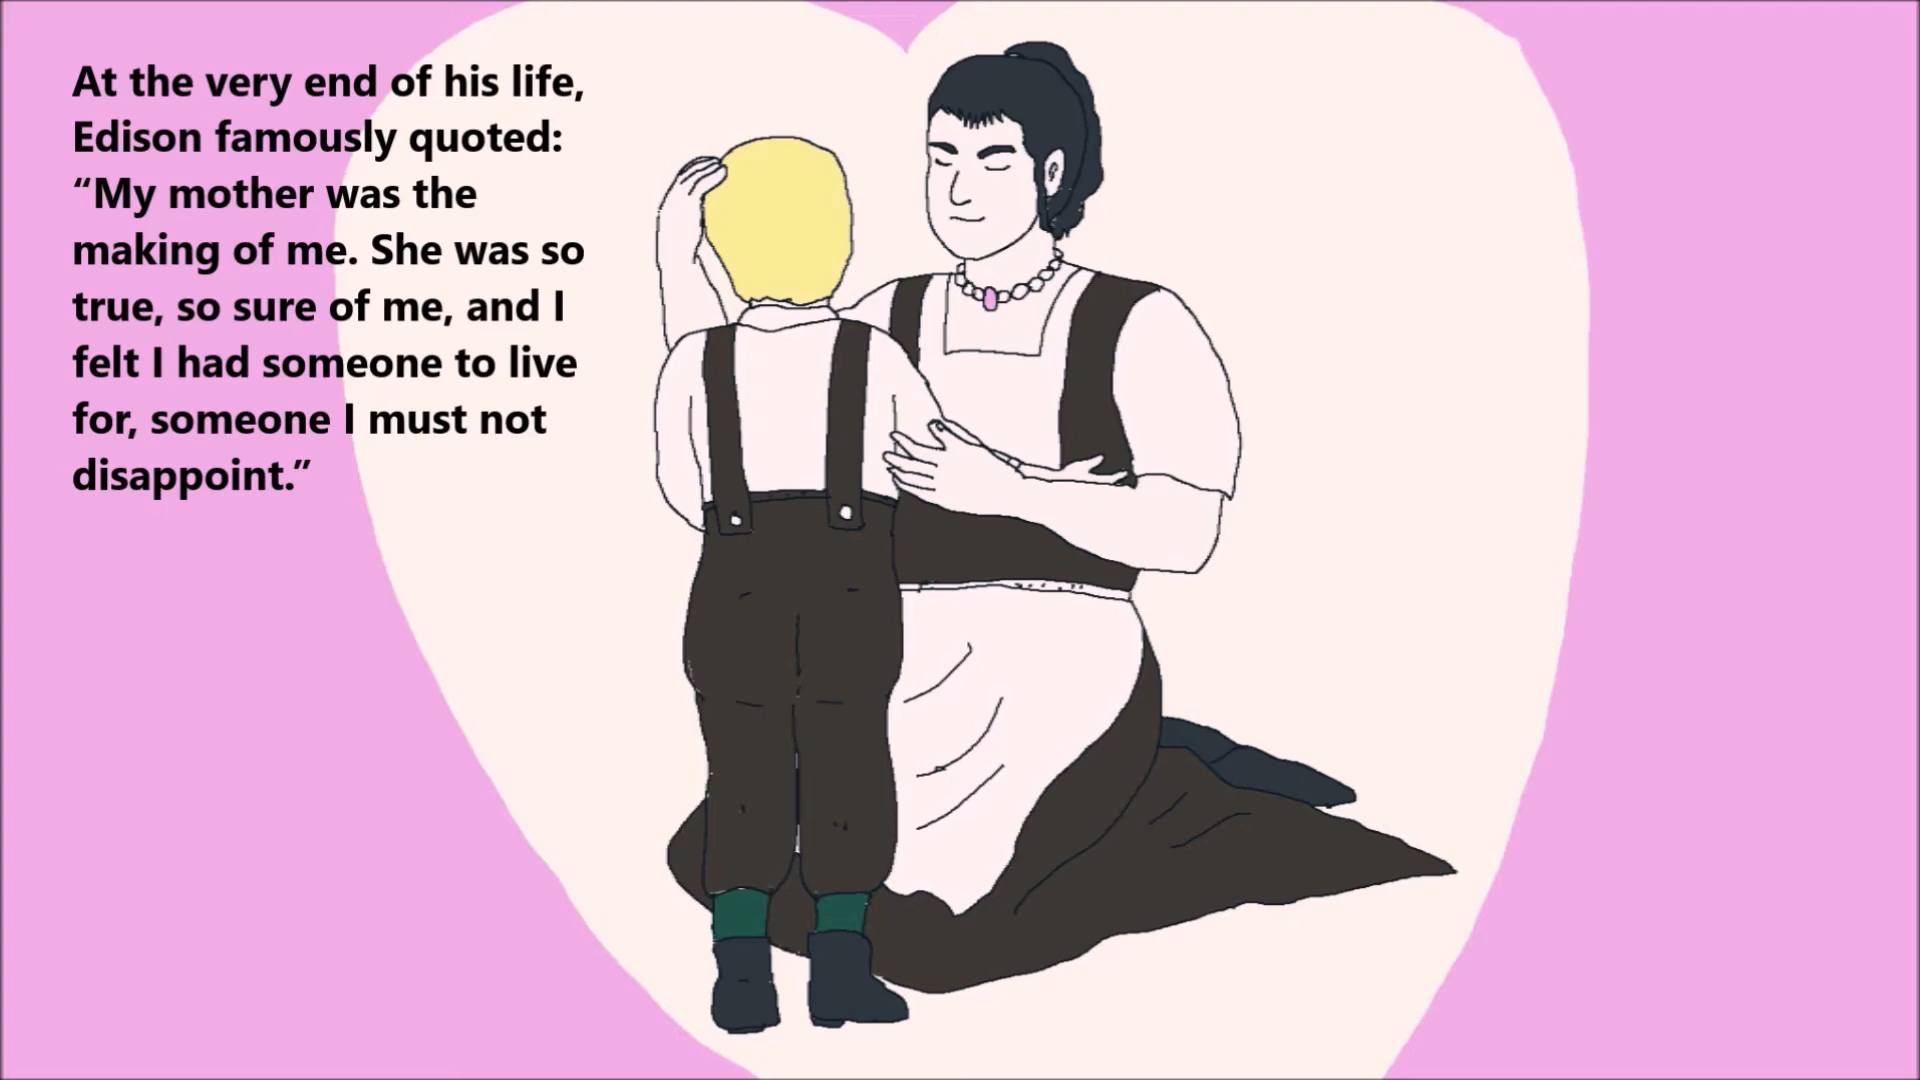 At the very end of his life,
Edison famously quoted:
“My mother was the
making of me. She was so
true, so sure of me, and I
felt I had someone to live
for, someone I must not
disappoint.”